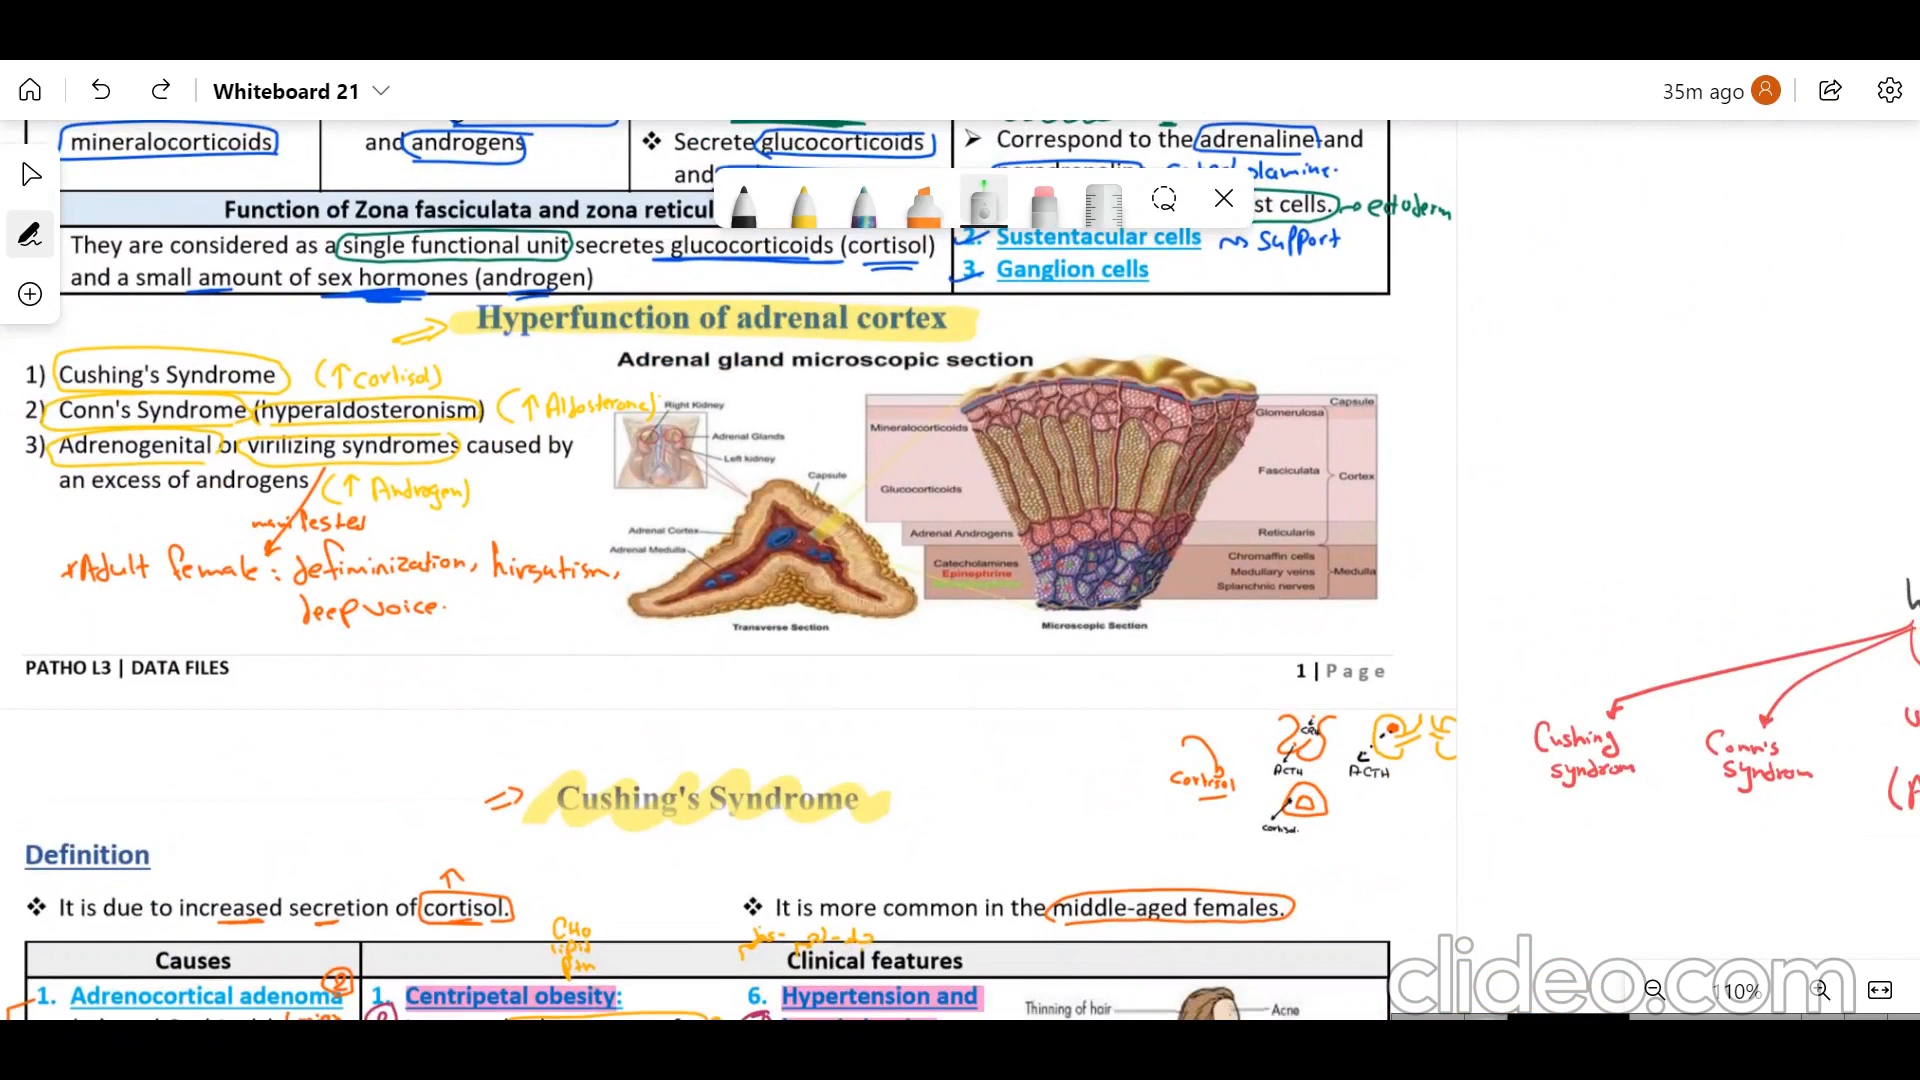 Whiteboard 21
35m ago
mineralocorticoids
and androgens
❖ Secrete glucocorticoids
and
➢ Correspond to the adrenaline and
st cells. → ectoderm
2. Sustentacular cells ~> support
3. Ganglion cells
Function of Zona fasciculata and zona reticul
They are considered as a single functional unit secretes glucocorticoids (cortisol)
and a small amount of sex hormones (androgen)
Hyperfunction of adrenal cortex
1) Cushing's Syndrome (↑ Cortisol)
2) Conn's Syndrome (hyperaldosteronism) (↑ Aldosterone)
3) Adrenogenital or virilizing syndromes caused by
an excess of androgens (↑ Androgen)
manifested
*Adult female: defiminization, hirsutism,
deep voice.
Adrenal gland microscopic section
Right Kidney
Adrenal Glands
Left kidney
Capsule
Adrenal Cortex
Adrenal Medulla
Transverse Section
Mineralocorticoids
Glucocorticoids
Adrenal Androgens
Catecholamines
Epinephrine
Capsule
Glomerulosa
Fasciculata
Cortex
Reticularis
Chromaffin cells
Medullary veins
Splanchnic nerves
Medulla
Microscopic Section
PATHO L3 | DATA FILES
1 | Page
Cushing syndrom
Conn's syndrom
Cortisol
CRH
ACTH
ACTH
cortisol.
Cushing's Syndrome
Definition
❖ It is due to increased secretion of cortisol.
❖ It is more common in the middle-aged females.
CHO
lipid
ptn
Causes
Clinical features
1. Adrenocortical adenoma
2
1. Centripetal obesity:
6. Hypertension and
Thinning of hair
Acne
clideo.com
110%